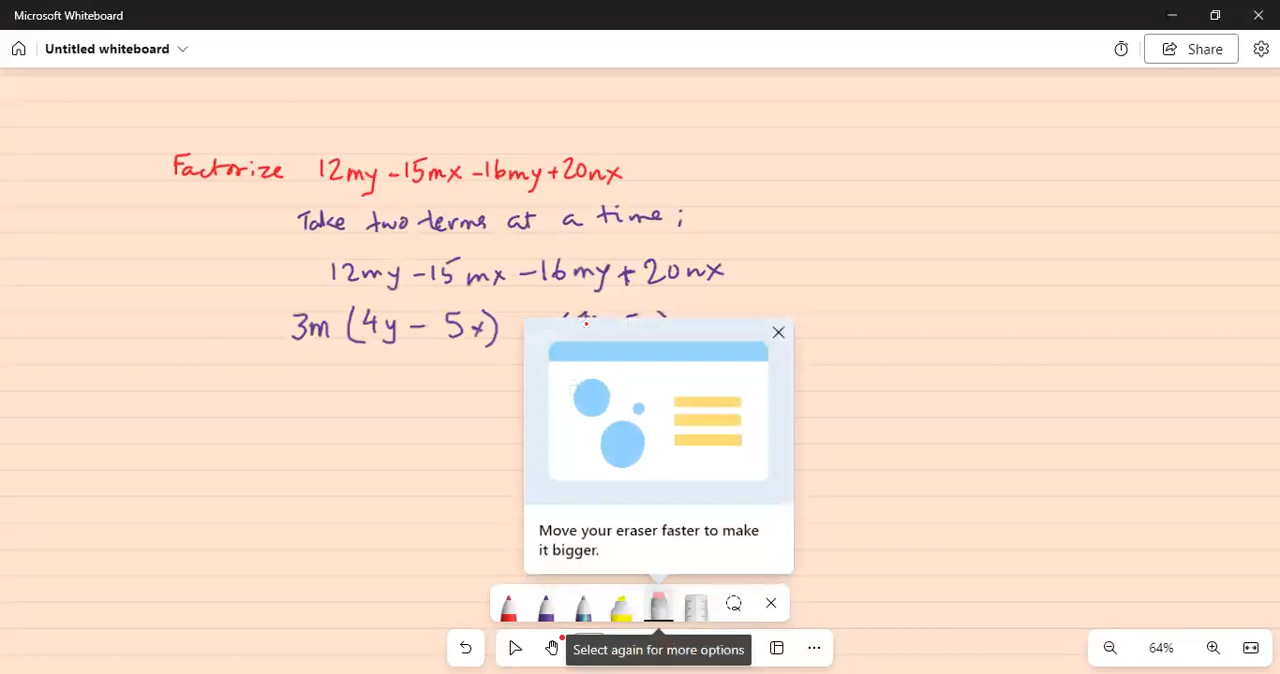 Microsoft Whiteboard
Untitled whiteboard
Share
Factorize 12my -15mx -16my+20nx
Take two terms at a time;
12my -15mx -16my + 20nx
3m (4y - 5x)
Move your eraser faster to make
it bigger.
Select again for more options
64%